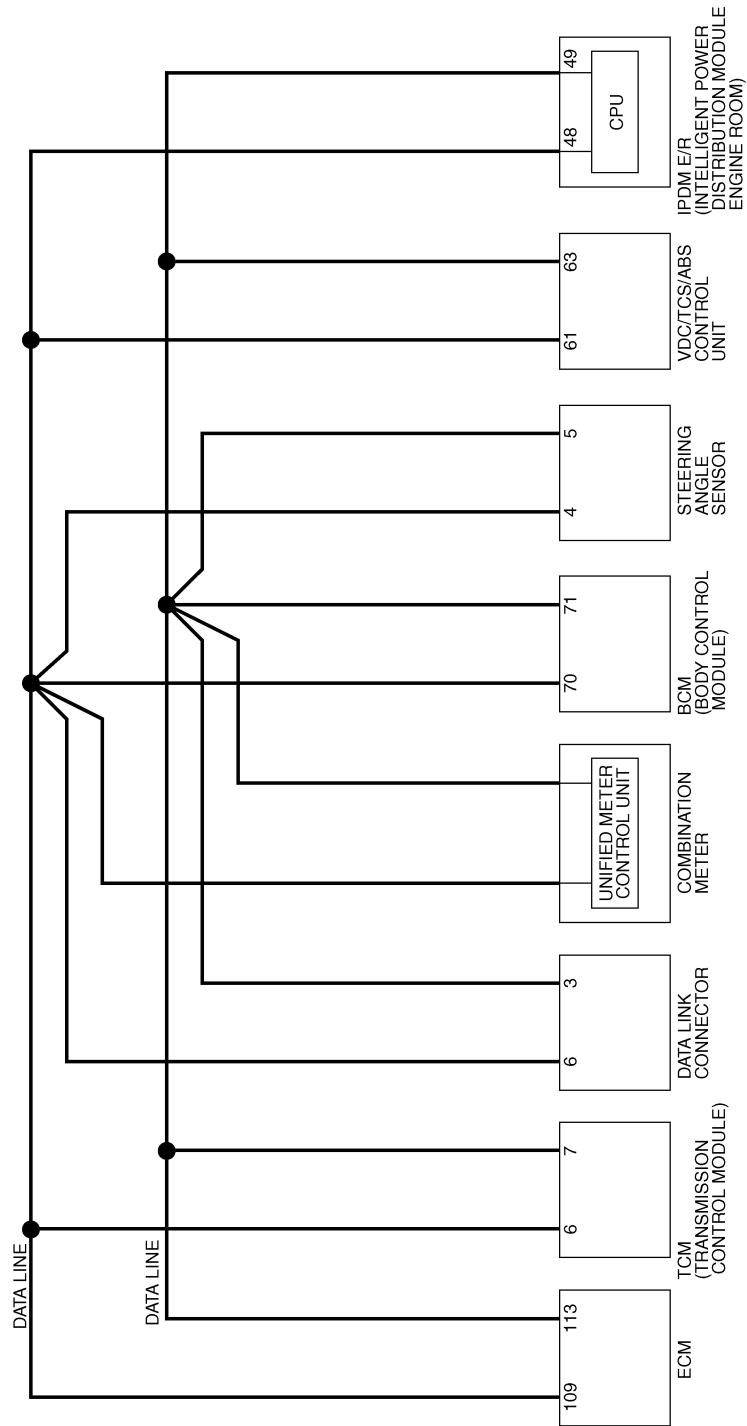 DATA LINE
DATA LINE
109
113
6
7
6
3
70
71
4
5
61
63
48
49
UNIFIED METER
CONTROL UNIT
CPU
ECM
TCM
(TRANSMISSION
CONTROL MODULE)
DATA LINK
CONNECTOR
COMBINATION
METER
BCM
(BODY CONTROL
MODULE)
STEERING
ANGLE
SENSOR
VDC/TCS/ABS
CONTROL
UNIT
IPDM E/R
(INTELLIGENT POWER
DISTRIBUTION MODULE
ENGINE ROOM)